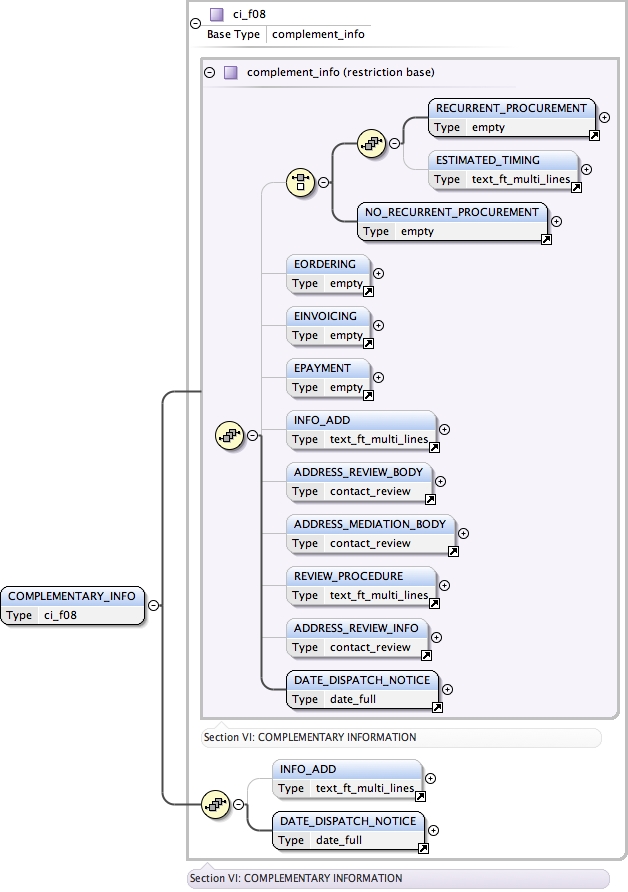 ci_f08
Base Type complement_info
complement_info (restriction base)
RECURRENT_PROCUREMENT
Type empty
ESTIMATED_TIMING
Type text_ft_multi_lines
NO_RECURRENT_PROCUREMENT
Type empty
EORDERING
Type empty
EINVOICING
Type empty
EPAYMENT
Type empty
INFO_ADD
Type text_ft_multi_lines
ADDRESS_REVIEW_BODY
Type contact_review
ADDRESS_MEDIATION_BODY
Type contact_review
REVIEW_PROCEDURE
Type text_ft_multi_lines
COMPLEMENTARY_INFO
Type ci_f08
ADDRESS_REVIEW_INFO
Type contact_review
DATE_DISPATCH_NOTICE
Type date_full
Section VI: COMPLEMENTARY INFORMATION
INFO_ADD
Type text_ft_multi_lines
DATE_DISPATCH_NOTICE
Type date_full
Section VI: COMPLEMENTARY INFORMATION